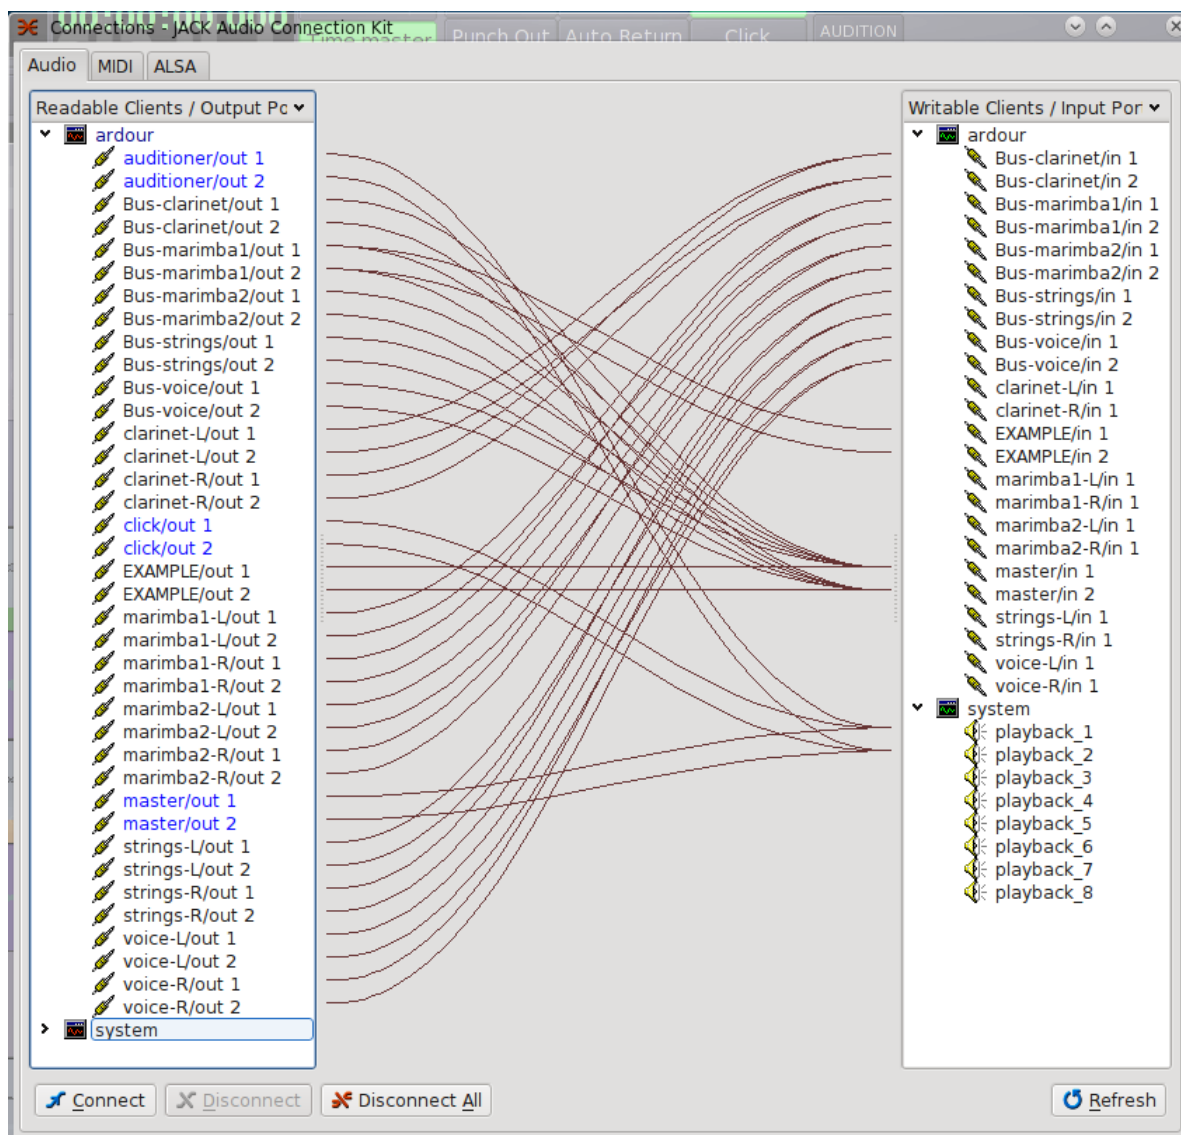 00:00:00.000
Connections - JACK Audio Connection Kit
Time master
Punch Out
Auto Return
Click
AUDITION
Audio
MIDI
ALSA
Readable Clients / Output Po
ardour
auditioner/out 1
auditioner/out 2
Bus-clarinet/out 1
Bus-clarinet/out 2
Bus-marimba1/out 1
Bus-marimba1/out 2
Bus-marimba2/out 1
Bus-marimba2/out 2
Bus-strings/out 1
Bus-strings/out 2
Bus-voice/out 1
Bus-voice/out 2
clarinet-L/out 1
clarinet-L/out 2
clarinet-R/out 1
clarinet-R/out 2
click/out 1
click/out 2
EXAMPLE/out 1
EXAMPLE/out 2
marimba1-L/out 1
marimba1-L/out 2
marimba1-R/out 1
marimba1-R/out 2
marimba2-L/out 1
marimba2-L/out 2
marimba2-R/out 1
marimba2-R/out 2
master/out 1
master/out 2
strings-L/out 1
strings-L/out 2
strings-R/out 1
strings-R/out 2
voice-L/out 1
voice-L/out 2
voice-R/out 1
voice-R/out 2
system
Writable Clients / Input Por
ardour
Bus-clarinet/in 1
Bus-clarinet/in 2
Bus-marimba1/in 1
Bus-marimba1/in 2
Bus-marimba2/in 1
Bus-marimba2/in 2
Bus-strings/in 1
Bus-strings/in 2
Bus-voice/in 1
Bus-voice/in 2
clarinet-L/in 1
clarinet-R/in 1
EXAMPLE/in 1
EXAMPLE/in 2
marimba1-L/in 1
marimba1-R/in 1
marimba2-L/in 1
marimba2-R/in 1
master/in 1
master/in 2
strings-L/in 1
strings-R/in 1
voice-L/in 1
voice-R/in 1
system
playback_1
playback_2
playback_3
playback_4
playback_5
playback_6
playback_7
playback_8
Connect
Disconnect
Disconnect All
Refresh